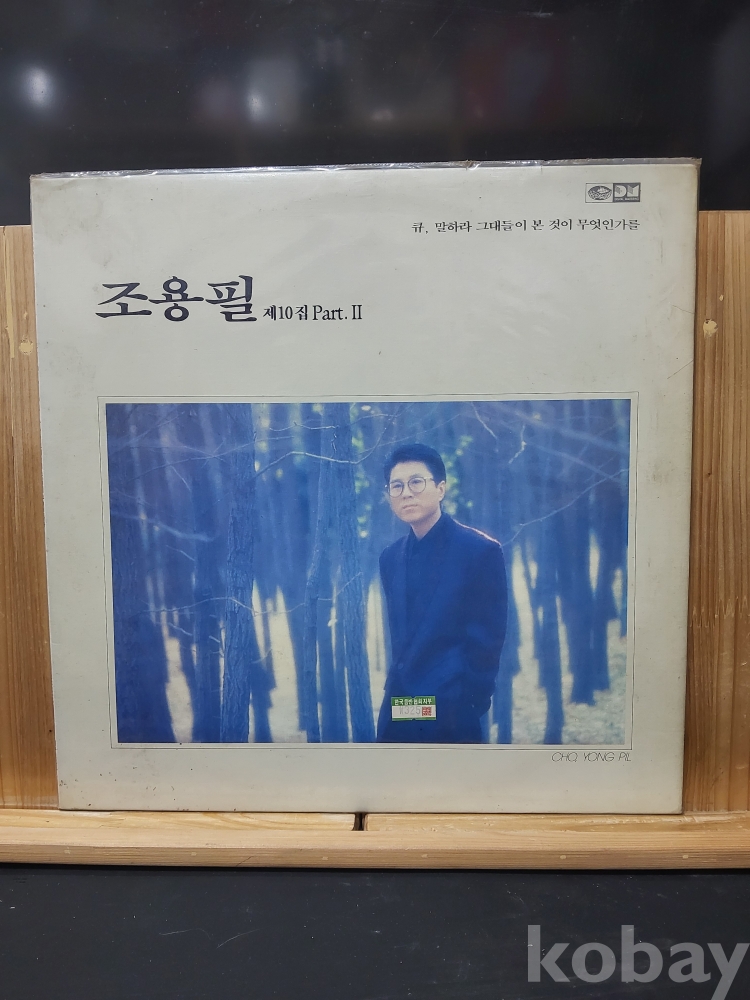 큐, 말하라 그대들이 본 것이 무엇인가를
조용필 제10집 Part. II
CHO, YONG PIL
kobay